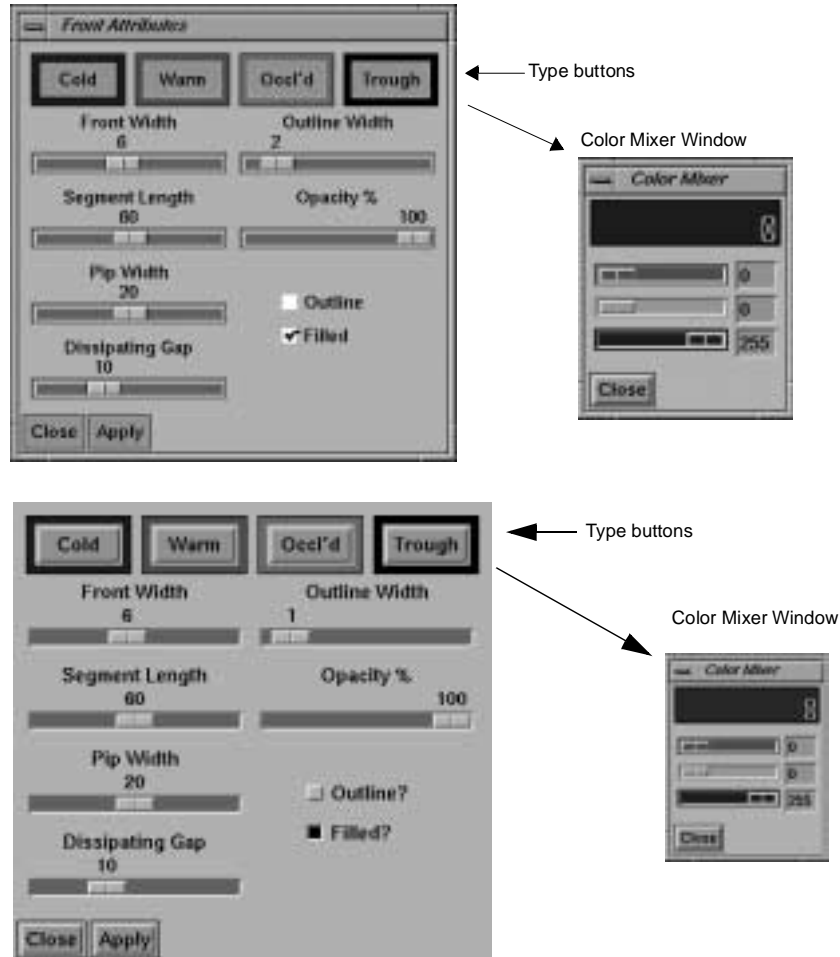 Front Attributes
Cold Warm Occl'd Trough
Type buttons
Front Width Outline Width
6 2
Segment Length Opacity %
60 100
Pip Width
20
Outline
Filled
Dissipating Gap
10
Close Apply
Color Mixer Window
Color Mixer
0
0
255
Close
Cold Warm Occl'd Trough
Type buttons
Front Width Outline Width
6 1
Segment Length Opacity %
60 100
Pip Width
20
Outline?
Filled?
Dissipating Gap
10
Close Apply
Color Mixer Window
Color Mixer
0
0
255
Close